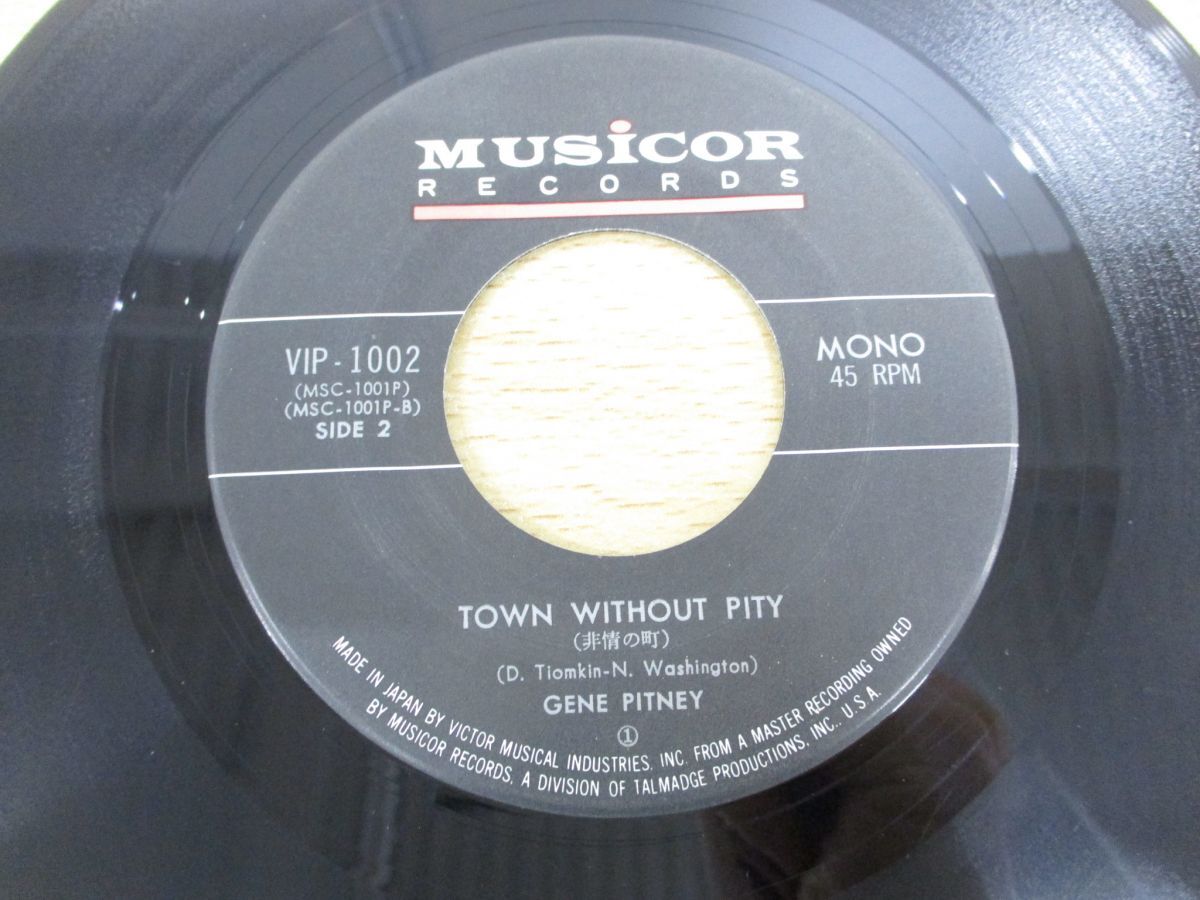 MUSiCOR
RECORDS
VIP-1002
(MSC-1001P)
(MSC-1001P-B)
SIDE 2
MONO
45 RPM
TOWN WITHOUT PITY
(非情の町)
(D. Tiomkin-N. Washington)
GENE PITNEY
①
MADE IN JAPAN BY VICTOR MUSICAL INDUSTRIES, INC. FROM A MASTER RECORDING OWNED
BY MUSICOR RECORDS, A DIVISION OF TALMADGE PRODUCTIONS, INC., U.S.A.